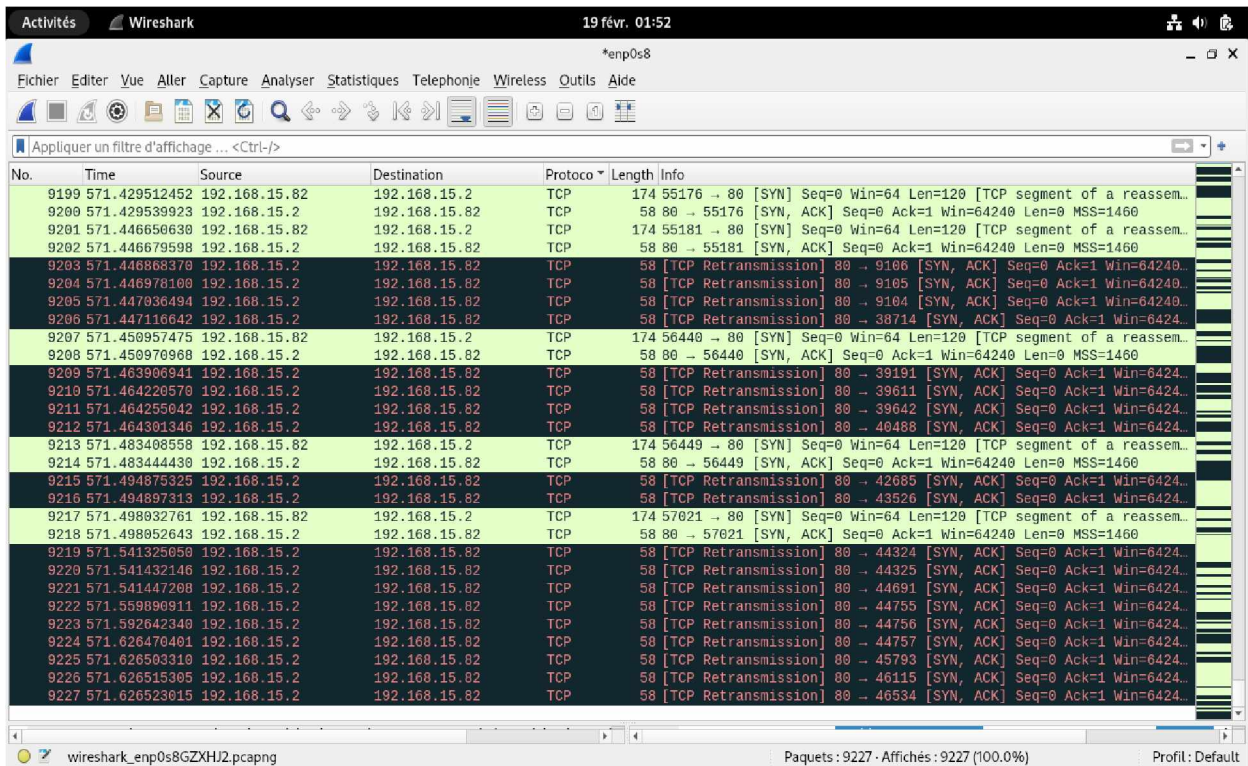 Activités Wireshark 19 févr. 01:52
*enp0s8
Fichier Editer Vue Aller Capture Analyser Statistiques Telephonie Wireless Outils Aide
Appliquer un filtre d'affichage ... <Ctrl-/>
No. Time Source Destination Protoco Length Info
9199 571.429512452 192.168.15.82 192.168.15.2 TCP 174 55176 → 80 [SYN] Seq=0 Win=64 Len=120 [TCP segment of a reassem…
9200 571.429539923 192.168.15.2 192.168.15.82 TCP 58 80 → 55176 [SYN, ACK] Seq=0 Ack=1 Win=64240 Len=0 MSS=1460
9201 571.446650630 192.168.15.82 192.168.15.2 TCP 174 55181 → 80 [SYN] Seq=0 Win=64 Len=120 [TCP segment of a reassem…
9202 571.446679598 192.168.15.2 192.168.15.82 TCP 58 80 → 55181 [SYN, ACK] Seq=0 Ack=1 Win=64240 Len=0 MSS=1460
9203 571.446868370 192.168.15.2 192.168.15.82 TCP 58 [TCP Retransmission] 80 → 9106 [SYN, ACK] Seq=0 Ack=1 Win=64240…
9204 571.446978100 192.168.15.2 192.168.15.82 TCP 58 [TCP Retransmission] 80 → 9105 [SYN, ACK] Seq=0 Ack=1 Win=64240…
9205 571.447036494 192.168.15.2 192.168.15.82 TCP 58 [TCP Retransmission] 80 → 9104 [SYN, ACK] Seq=0 Ack=1 Win=64240…
9206 571.447116642 192.168.15.2 192.168.15.82 TCP 58 [TCP Retransmission] 80 → 38714 [SYN, ACK] Seq=0 Ack=1 Win=6424…
9207 571.450957475 192.168.15.82 192.168.15.2 TCP 174 56440 → 80 [SYN] Seq=0 Win=64 Len=120 [TCP segment of a reassem…
9208 571.450970968 192.168.15.2 192.168.15.82 TCP 58 80 → 56440 [SYN, ACK] Seq=0 Ack=1 Win=64240 Len=0 MSS=1460
9209 571.463906941 192.168.15.2 192.168.15.82 TCP 58 [TCP Retransmission] 80 → 39191 [SYN, ACK] Seq=0 Ack=1 Win=6424…
9210 571.464220570 192.168.15.2 192.168.15.82 TCP 58 [TCP Retransmission] 80 → 39611 [SYN, ACK] Seq=0 Ack=1 Win=6424…
9211 571.464255042 192.168.15.2 192.168.15.82 TCP 58 [TCP Retransmission] 80 → 39642 [SYN, ACK] Seq=0 Ack=1 Win=6424…
9212 571.464301346 192.168.15.2 192.168.15.82 TCP 58 [TCP Retransmission] 80 → 40488 [SYN, ACK] Seq=0 Ack=1 Win=6424…
9213 571.483408558 192.168.15.82 192.168.15.2 TCP 174 56449 → 80 [SYN] Seq=0 Win=64 Len=120 [TCP segment of a reassem…
9214 571.483444430 192.168.15.2 192.168.15.82 TCP 58 80 → 56449 [SYN, ACK] Seq=0 Ack=1 Win=64240 Len=0 MSS=1460
9215 571.494875325 192.168.15.2 192.168.15.82 TCP 58 [TCP Retransmission] 80 → 42685 [SYN, ACK] Seq=0 Ack=1 Win=6424…
9216 571.494897313 192.168.15.2 192.168.15.82 TCP 58 [TCP Retransmission] 80 → 43526 [SYN, ACK] Seq=0 Ack=1 Win=6424…
9217 571.498032761 192.168.15.82 192.168.15.2 TCP 174 57021 → 80 [SYN] Seq=0 Win=64 Len=120 [TCP segment of a reassem…
9218 571.498052643 192.168.15.2 192.168.15.82 TCP 58 80 → 57021 [SYN, ACK] Seq=0 Ack=1 Win=64240 Len=0 MSS=1460
9219 571.541325050 192.168.15.2 192.168.15.82 TCP 58 [TCP Retransmission] 80 → 44324 [SYN, ACK] Seq=0 Ack=1 Win=6424…
9220 571.541432146 192.168.15.2 192.168.15.82 TCP 58 [TCP Retransmission] 80 → 44325 [SYN, ACK] Seq=0 Ack=1 Win=6424…
9221 571.541447208 192.168.15.2 192.168.15.82 TCP 58 [TCP Retransmission] 80 → 44691 [SYN, ACK] Seq=0 Ack=1 Win=6424…
9222 571.559890911 192.168.15.2 192.168.15.82 TCP 58 [TCP Retransmission] 80 → 44755 [SYN, ACK] Seq=0 Ack=1 Win=6424…
9223 571.592642340 192.168.15.2 192.168.15.82 TCP 58 [TCP Retransmission] 80 → 44756 [SYN, ACK] Seq=0 Ack=1 Win=6424…
9224 571.626470401 192.168.15.2 192.168.15.82 TCP 58 [TCP Retransmission] 80 → 44757 [SYN, ACK] Seq=0 Ack=1 Win=6424…
9225 571.626503310 192.168.15.2 192.168.15.82 TCP 58 [TCP Retransmission] 80 → 45793 [SYN, ACK] Seq=0 Ack=1 Win=6424…
9226 571.626515305 192.168.15.2 192.168.15.82 TCP 58 [TCP Retransmission] 80 → 46115 [SYN, ACK] Seq=0 Ack=1 Win=6424…
9227 571.626523015 192.168.15.2 192.168.15.82 TCP 58 [TCP Retransmission] 80 → 46534 [SYN, ACK] Seq=0 Ack=1 Win=6424…
wireshark_enp0s8GZXHJ2.pcapng Paquets : 9227 · Affichés : 9227 (100.0%) Profil : Default